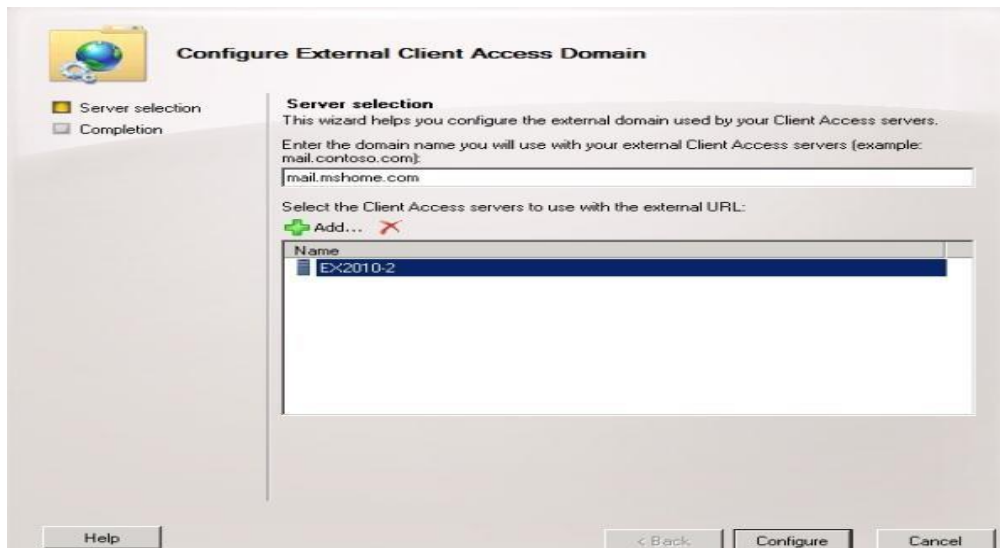 Configure External Client Access Domain
Server selection
Completion
Server selection
This wizard helps you configure the external domain used by your Client Access servers.
Enter the domain name you will use with your external Client Access servers (example:
mail.contoso.com):
mail.mshome.com
Select the Client Access servers to use with the external URL:
Add...
Name
EX2010-2
Help
< Back
Configure
Cancel